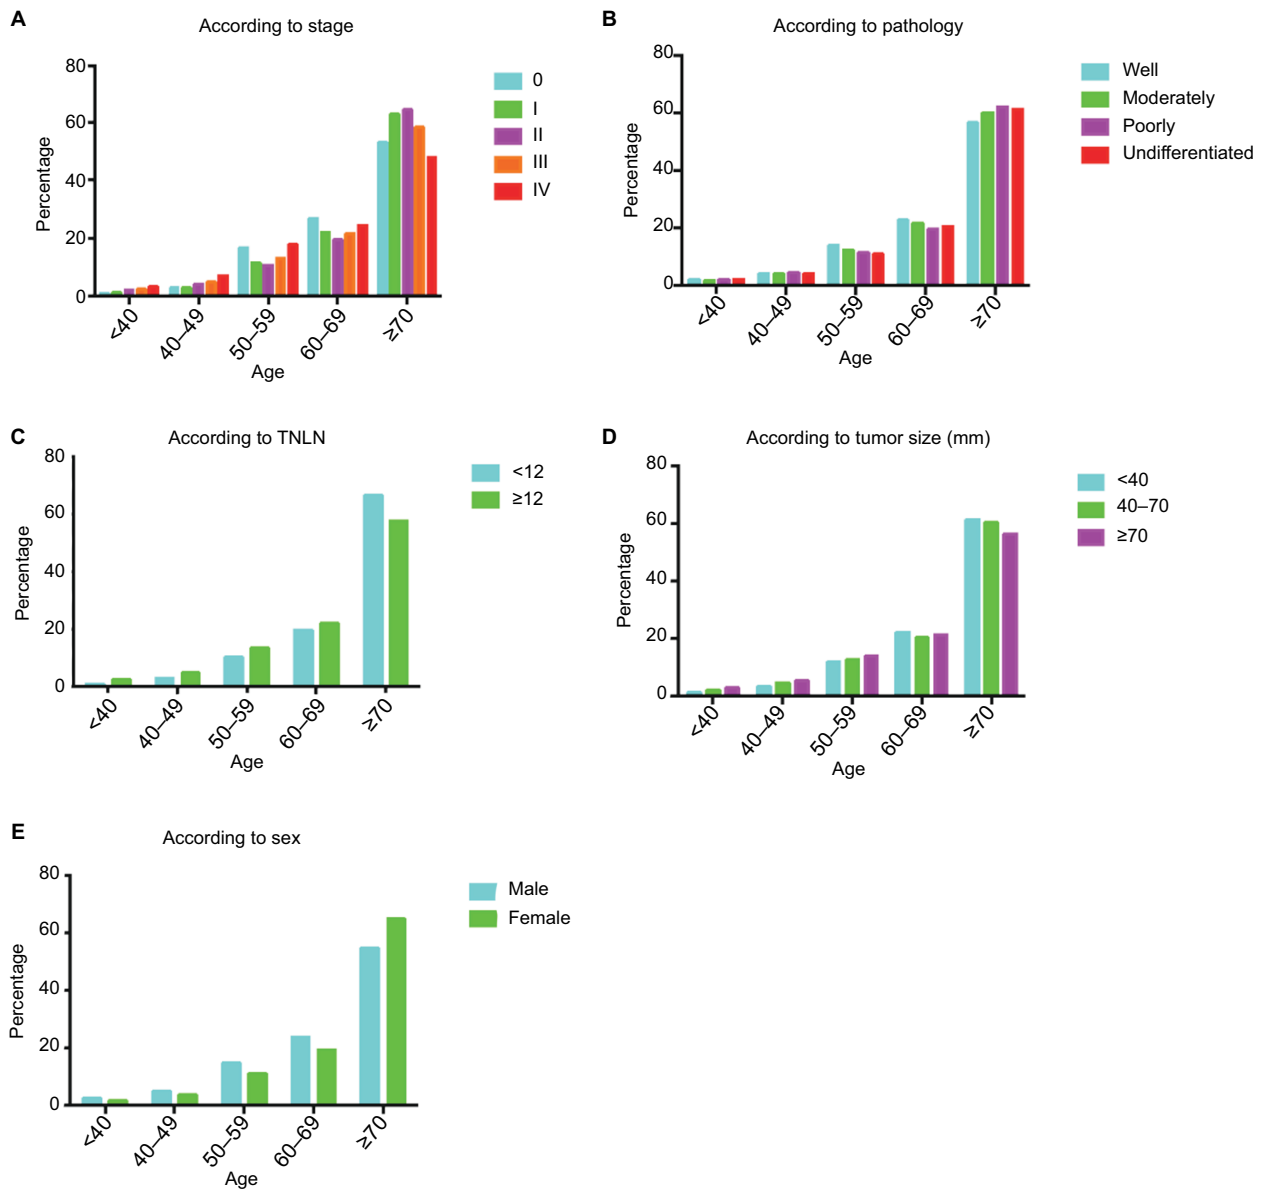 A
According to stage
80
60
40
20
0
Percentage
<40
40–49
50–59
60–69
≥70
Age
0
I
II
III
IV
B
According to pathology
80
60
40
20
0
Percentage
<40
40–49
50–59
60–69
≥70
Age
Well
Moderately
Poorly
Undifferentiated
C
According to TNLN
80
60
40
20
0
Percentage
<40
40–49
50–59
60–69
≥70
Age
<12
≥12
D
According to tumor size (mm)
80
60
40
20
0
Percentage
<40
40–49
50–59
60–69
≥70
Age
<40
40–70
≥70
E
According to sex
80
60
40
20
0
Percentage
<40
40–49
50–59
60–69
≥70
Age
Male
Female